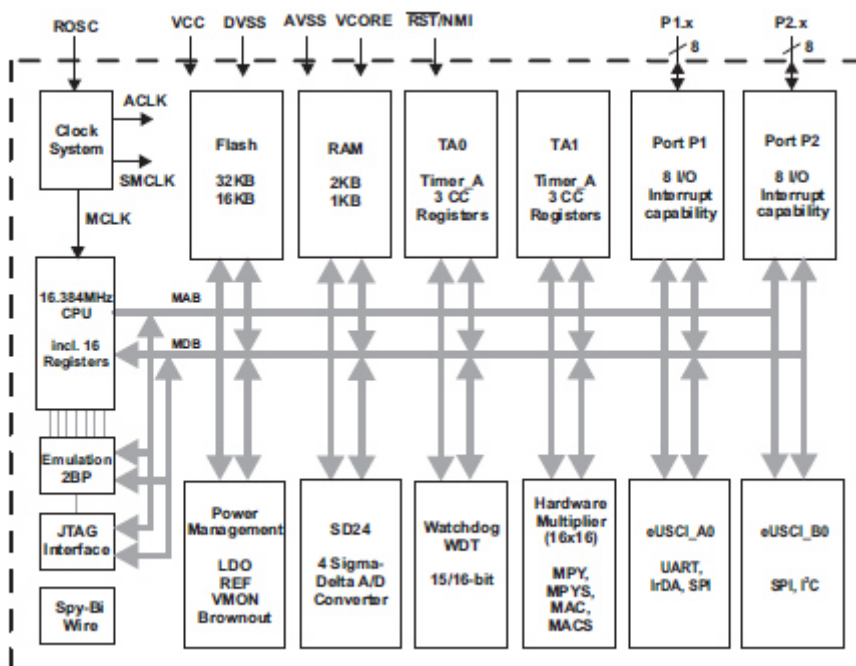 ROSC
VCC
DVSS
AVSS
VCORE
RST/NMI
P1.x
P2.x
8
8
Clock
System
ACLK
SMCLK
MCLK
Flash
32KB
16KB
RAM
2KB
1KB
TA0
Timer_A
3 CC
Registers
TA1
Timer_A
3 CC
Registers
Port P1
8 I/O
Interrupt
capability
Port P2
8 I/O
Interrupt
capability
16.384MHz
CPU
incl. 16
Registers
MAB
MDB
Emulation
2BP
JTAG
Interface
Spy-Bi
Wire
Power
Management
LDO
REF
VMON
Brownout
SD24
4 Sigma-
Delta A/D
Converter
Watchdog
WDT
15/16-bit
Hardware
Multiplier
(16x16)
MPY,
MPYS,
MAC,
MACS
eUSCI_A0
UART,
IrDA, SPI
eUSCI_B0
SPI, I²C